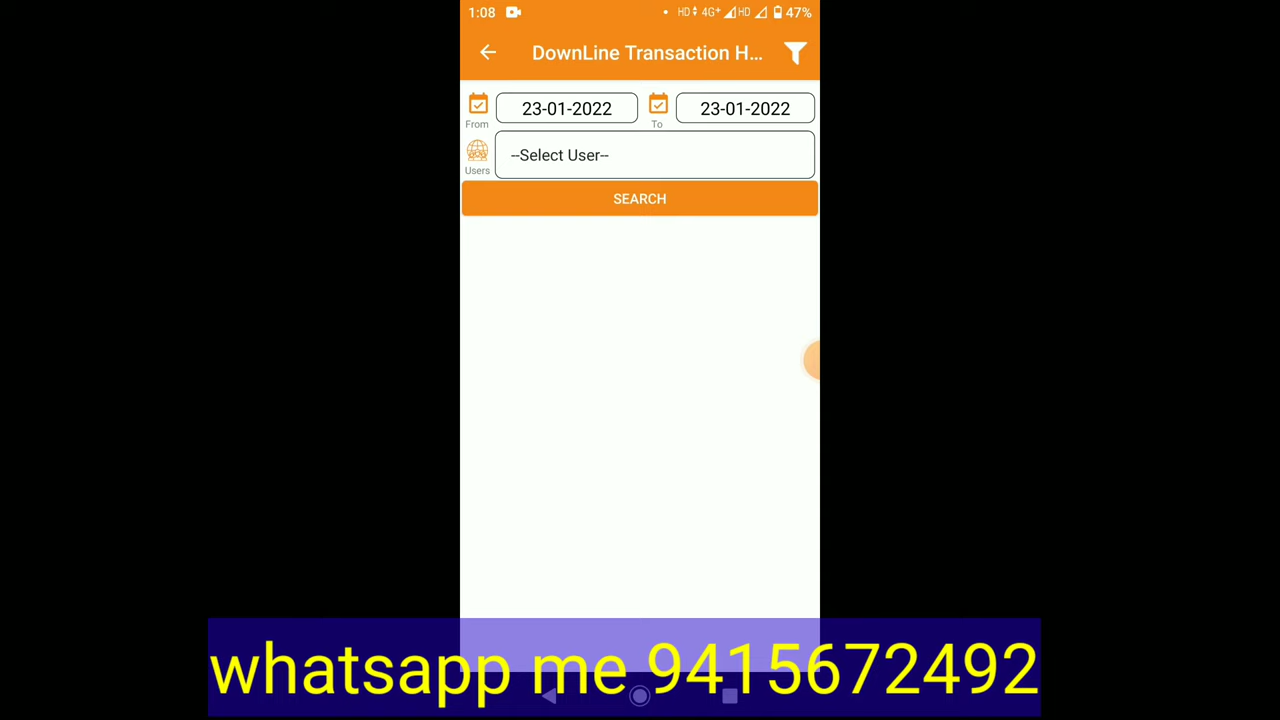 1:08 HD 4G+ HD 47%
DownLine Transaction H...
23-01-2022 23-01-2022
From To
--Select User--
Users
SEARCH
whatsapp me 9415672492